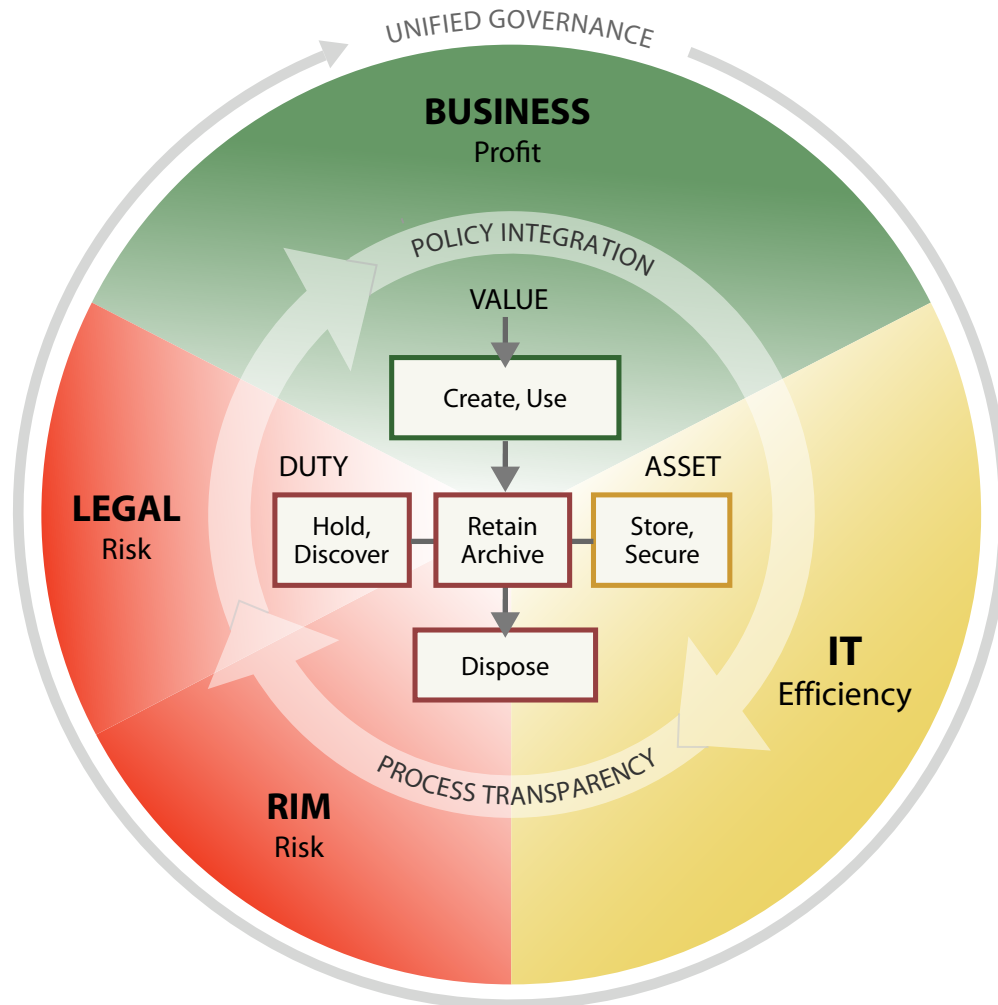 UNIFIED GOVERNANCE
BUSINESS
Profit
POLICY INTEGRATION
VALUE
Create, Use
DUTY
ASSET
LEGAL
Risk
Hold,
Discover
Retain
Archive
Store,
Secure
Dispose
IT
Efficiency
PROCESS TRANSPARENCY
RIM
Risk